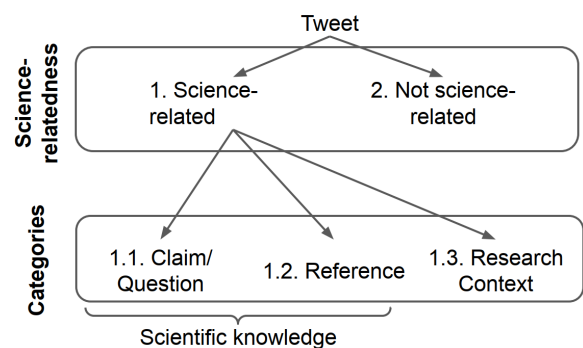 Tweet
Science-
relatedness
1. Science-
related
2. Not science-
related
Categories
1.1. Claim/
Question
1.2. Reference
1.3. Research
Context
Scientific knowledge